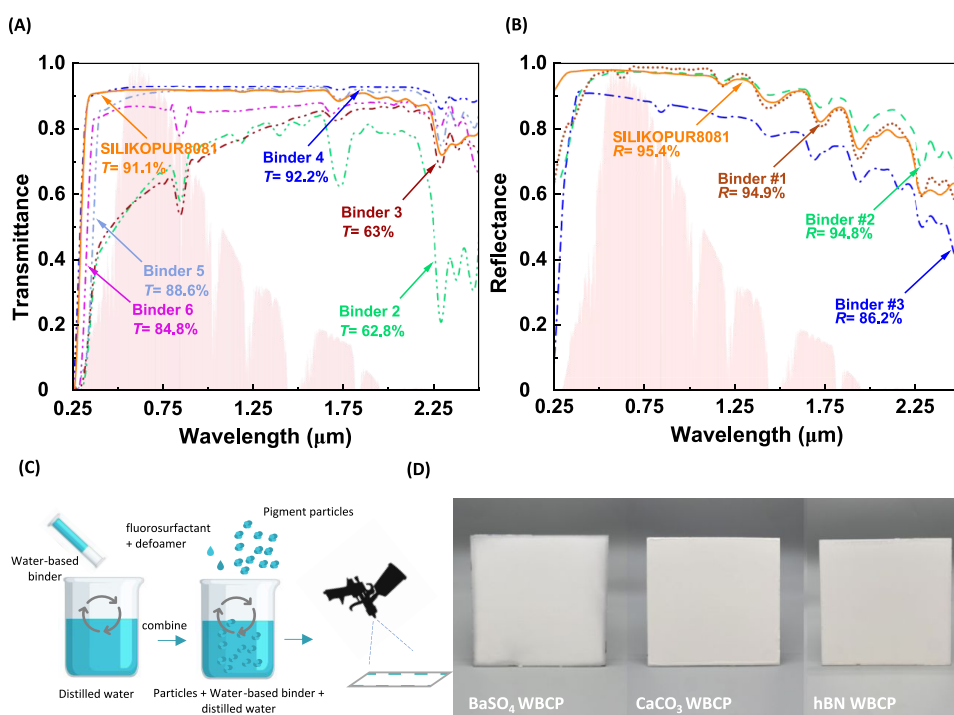 (A)
Transmittance
1.0
0.8
0.6
0.4
0.2
0
0.25
0.75
1.25
1.75
2.25
Wavelength (μm)
SILIKOPUR8081
T= 91.1%
Binder 4
T= 92.2%
Binder 3
T= 63%
Binder 5
T= 88.6%
Binder 6
T= 84.8%
Binder 2
T= 62.8%
(B)
Reflectance
1.0
0.8
0.6
0.4
0.2
0
0.25
0.75
1.25
1.75
2.25
Wavelength (μm)
SILIKOPUR8081
R= 95.4%
Binder #1
R= 94.9%
Binder #2
R= 94.8%
Binder #3
R= 86.2%
(C)
Water-based
binder
fluorosurfactant
+ defoamer
Pigment particles
combine
Distilled water
Particles + Water-based binder +
distilled water
(D)
BaSO₄ WBCP
CaCO₃ WBCP
hBN WBCP